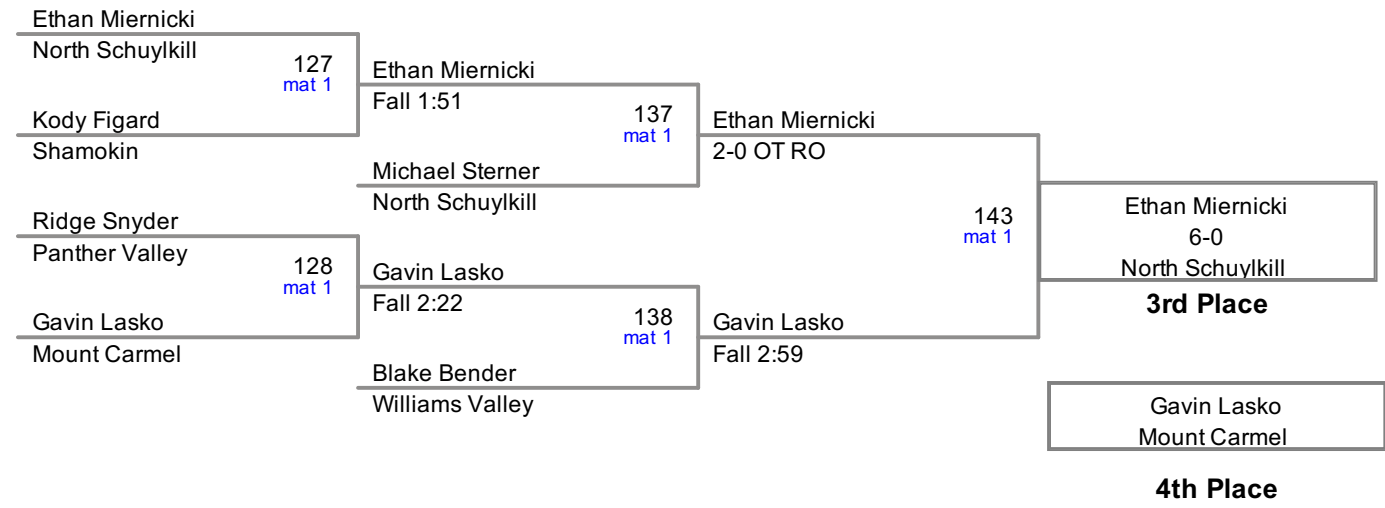 Ethan Miernicki
North Schuylkill
127
mat 1
Kody Figard
Shamokin
Ethan Miernicki
Fall 1:51
137
mat 1
Michael Sterner
North Schuylkill
Ridge Snyder
Panther Valley
128
mat 1
Gavin Lasko
Mount Carmel
Gavin Lasko
Fall 2:22
138
mat 1
Blake Bender
Williams Valley
Ethan Miernicki
2-0 OT RO
143
mat 1
Gavin Lasko
Fall 2:59
Ethan Miernicki
6-0
North Schuylkill
3rd Place
Gavin Lasko
Mount Carmel
4th Place